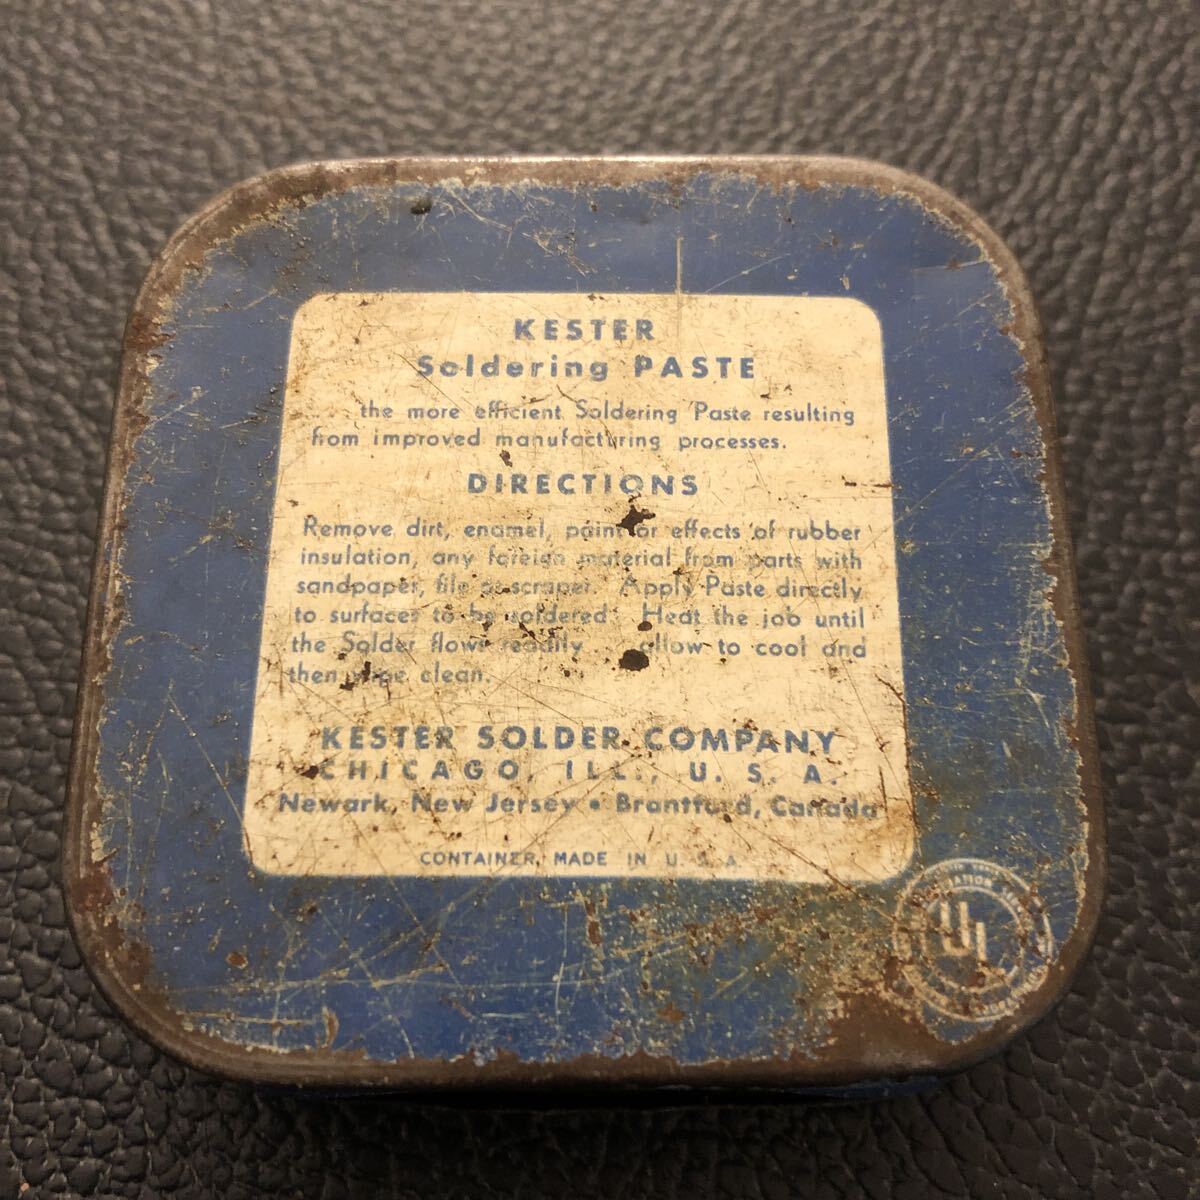 KESTER
Soldering PASTE
. . . . the more efficient Soldering Paste resulting
from improved manufacturing processes.
DIRECTIONS
Remove dirt, enamel, paint or effects of rubber
insulation, any foreign material from parts with
sandpaper, file or scraper. Apply Paste directly
to surfaces to be soldered. Heat the job until
the Solder flows readily . . . allow to cool and
then wipe clean.
KESTER SOLDER COMPANY
CHICAGO, ILL., U. S. A.
Newark, New Jersey • Brantford, Canada
CONTAINER MADE IN U. S. A.
UL